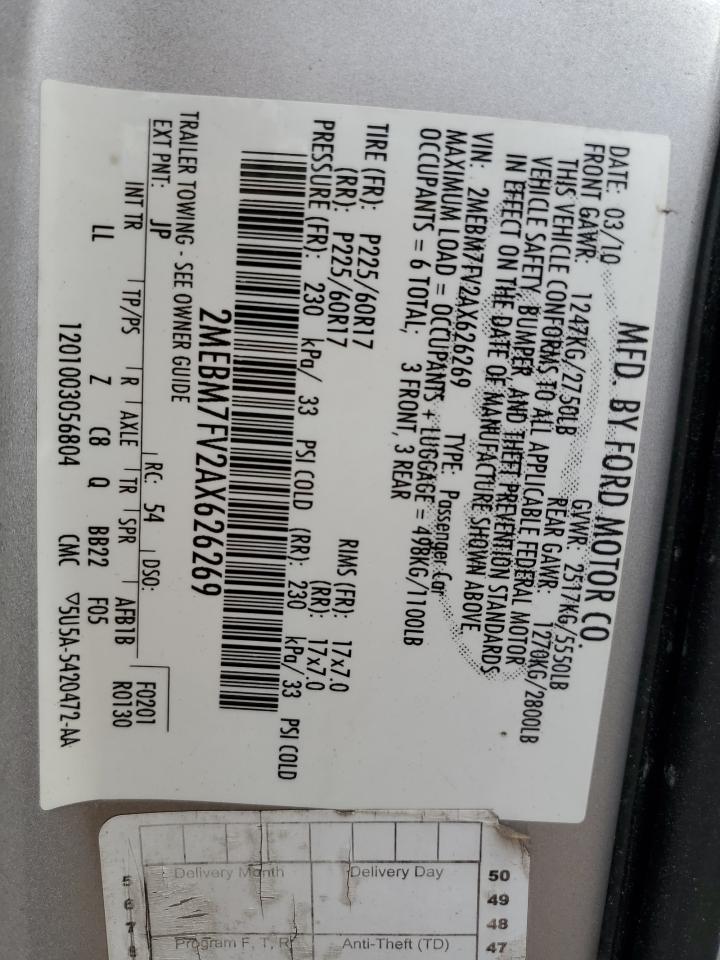 MFD. BY FORD MOTOR CO.
DATE: 03/10 GVWR: 2517KG/5550LB
FRONT GAWR: 1247KG/2750LB REAR GAWR: 1270KG/2800LB
THIS VEHICLE CONFORMS TO ALL APPLICABLE FEDERAL MOTOR
VEHICLE SAFETY, BUMPER, AND THEFT PREVENTION STANDARDS
IN EFFECT ON THE DATE OF MANUFACTURE SHOWN ABOVE
VIN: 2MEBM7FV2AX626269 TYPE: Passenger Car
MAXIMUM LOAD = OCCUPANTS + LUGGAGE = 498KG/1100LB
OCCUPANTS = 6 TOTAL; 3 FRONT, 3 REAR
TIRE (FR): P225/60R17 RIMS (FR): 17x7.0
(RR): P225/60R17 (RR): 17x7.0
PRESSURE (FR): 230 kPa/ 33 PSI COLD (RR): 230 kPa/33 PSI COLD
2MEBM7FV2AX626269
TRAILER TOWING - SEE OWNER GUIDE
EXT PNT: JP RC: 54 DSO: F0201
R0130
INT TR TP/PS R AXLE TR SPR AFB1B
LL Z C8 Q BB22 F05
1201003056804 CMC ▽5U5A-5420472-AA
Delivery Month Delivery Day
Program F, T, R Anti-Theft (TD)
50
49
48
47
5
6
7
8